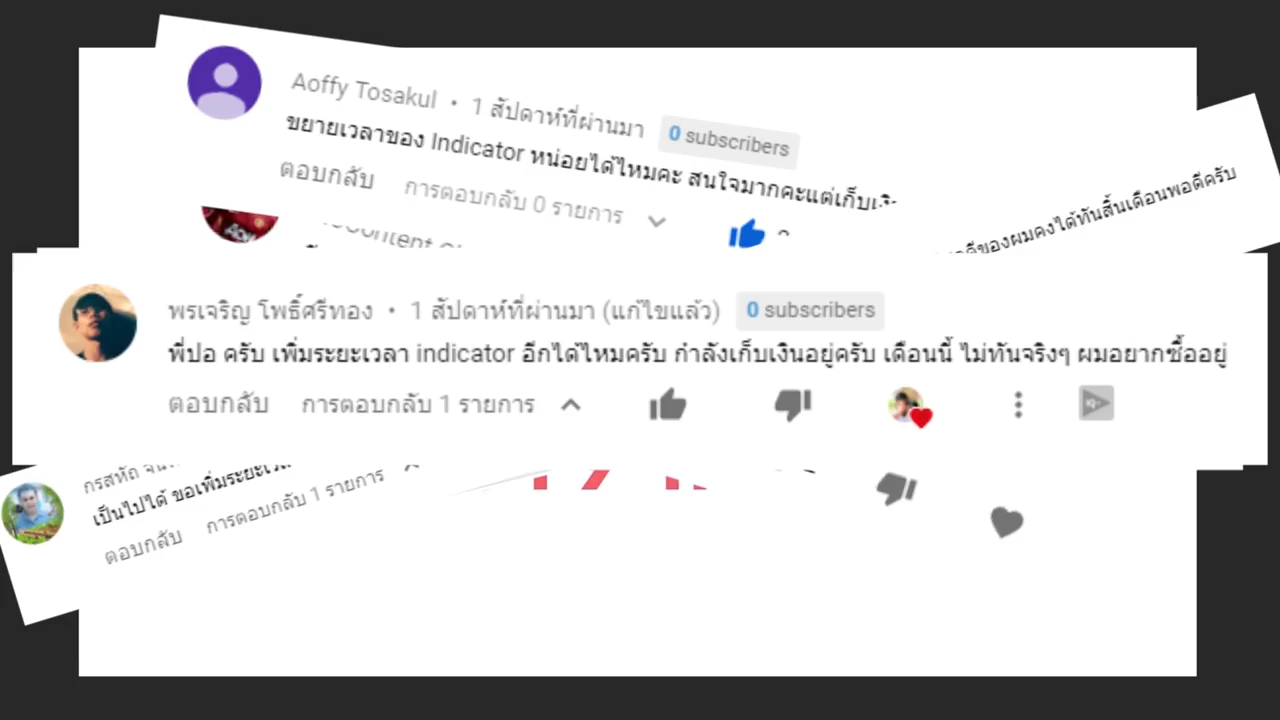 Aoffy Tosakul • 1 สัปดาห์ที่ผ่านมา 0 subscribers
ขยายเวลาของ Indicator หน่อยได้ไหมคะ สนใจมากคะแต่เก็บ
ตอบกลับ การตอบกลับ 0 รายการ
ของผมคงได้ทันสิ้นเดือนพอดีครับ
พรเจริญ โพธิ์ศรีทอง • 1 สัปดาห์ที่ผ่านมา (แก้ไขแล้ว) 0 subscribers
พี่ปอ ครับ เพิ่มระยะเวลา indicator อีกได้ไหมครับ กำลังเก็บเงินอยู่ครับ เดือนนี้ ไม่ทันจริงๆ ผมอยากซื้ออยู่
ตอบกลับ การตอบกลับ 1 รายการ
เป็นไปได้ ขอเพิ่มระยะ
ตอบกลับ การตอบกลับ 1 รายการ